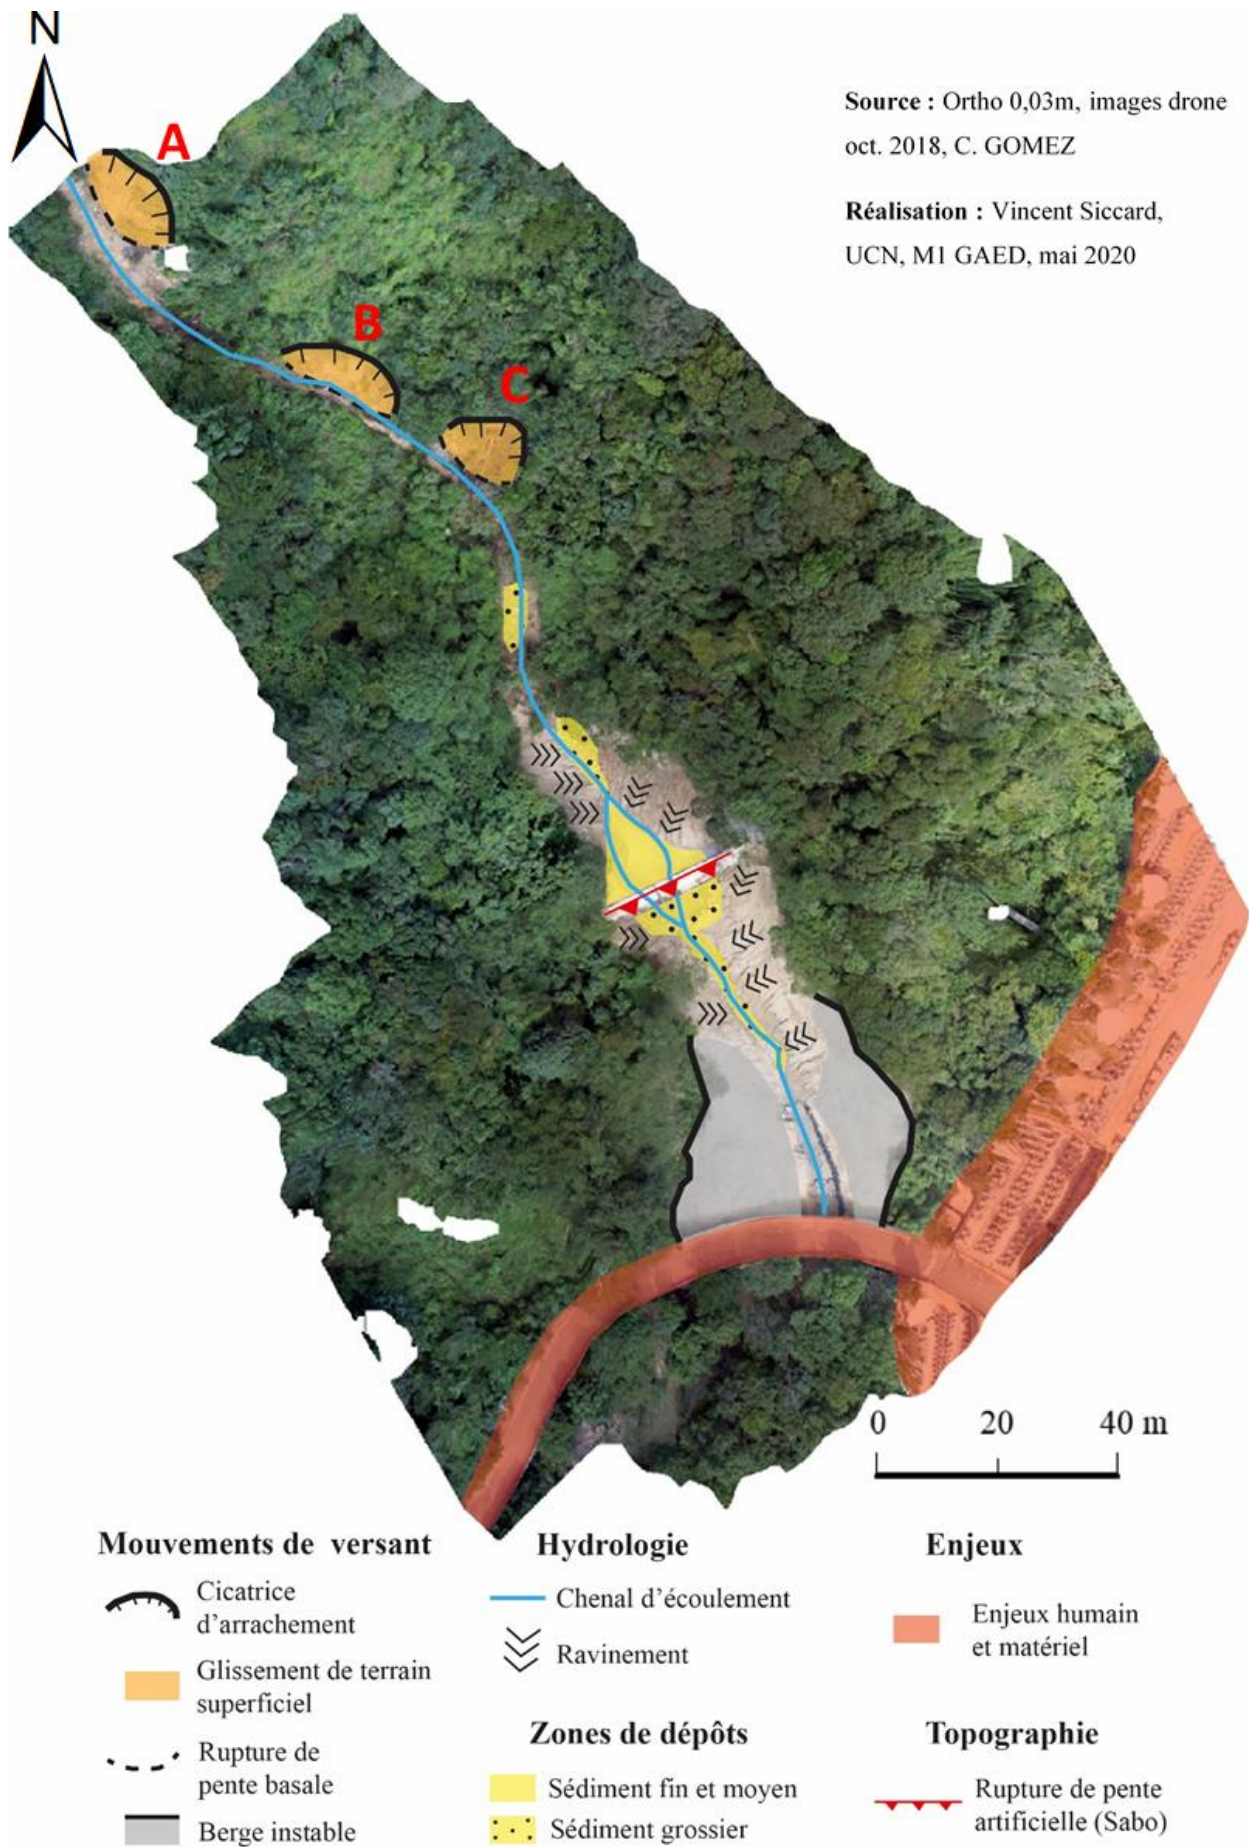 N
Source : Ortho 0,03m, images drone
oct. 2018, C. GOMEZ
Réalisation : Vincent Siccard,
UCN, M1 GAED, mai 2020
A
B
C
0 20 40 m
Mouvements de versant
Cicatrice
d'arrachement
Glissement de terrain
superficiel
Rupture de
pente basale
Berge instable
Hydrologie
Chenal d'écoulement
Ravinement
Zones de dépôts
Sédiment fin et moyen
Sédiment grossier
Enjeux
Enjeux humain
et matériel
Topographie
Rupture de pente
artificielle (Sabo)